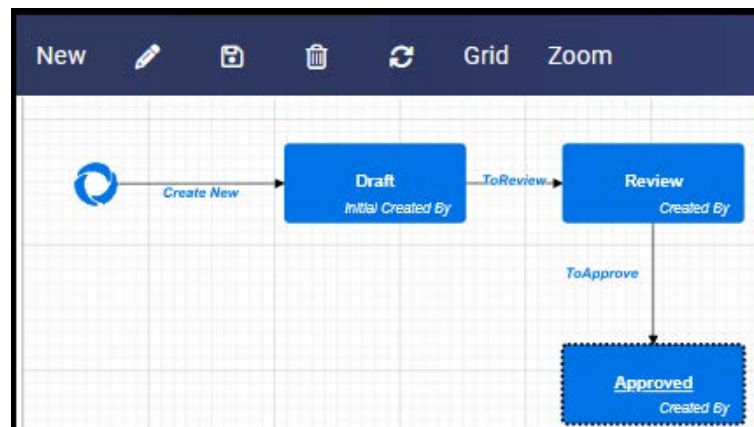 New Grid Zoom
Draft
Initial Created By
Create New
ToReview
Review
Created By
ToApprove
Approved
Created By